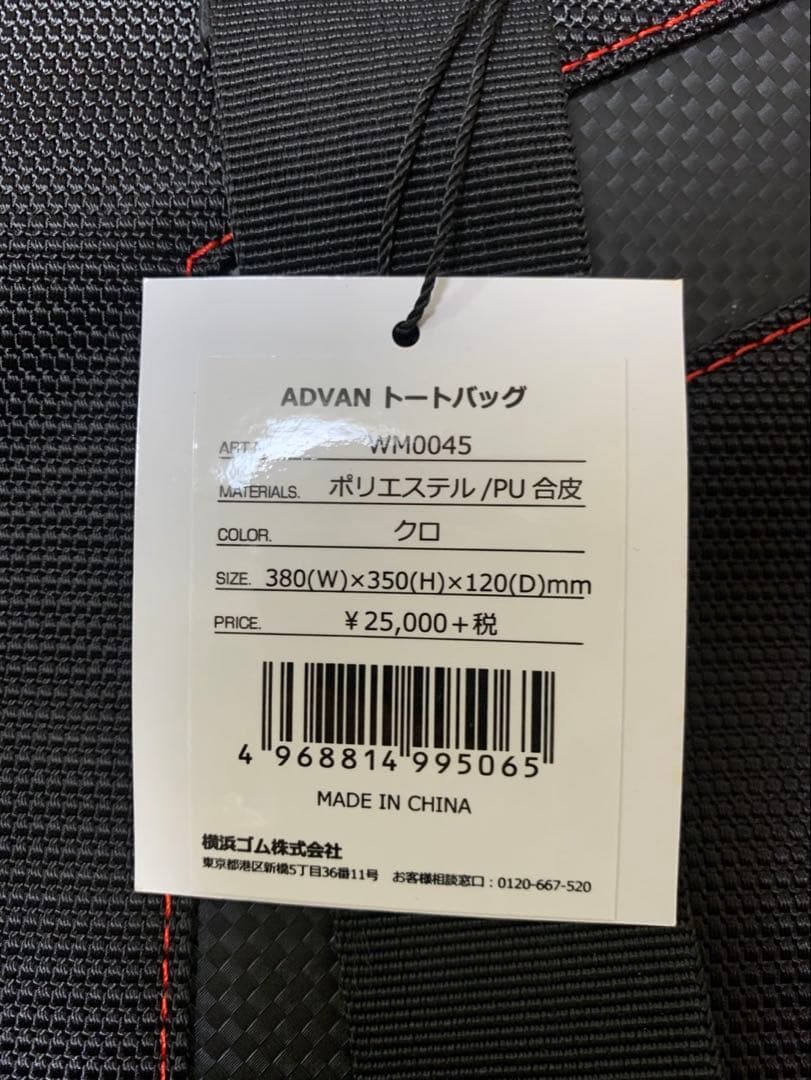 ADVAN トートバッグ
ART WM0045
MATERIALS. ポリエステル/PU 合皮
COLOR. クロ
SIZE. 380(W)×350(H)×120(D)mm
PRICE. ¥25,000+税
4 968814 995065
MADE IN CHINA
横浜ゴム株式会社
東京都港区新橋5丁目36番11号 お客様相談窓口:0120-667-520